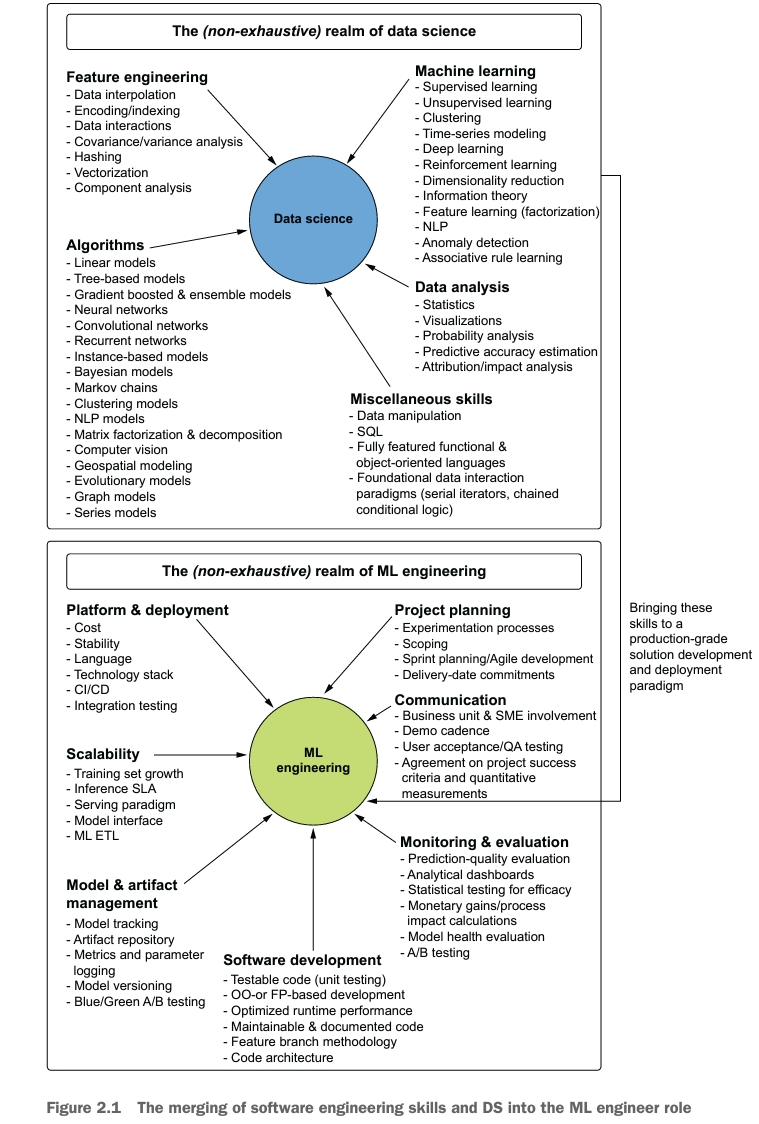 The (non-exhaustive) realm of data science
Feature engineering
- Data interpolation
- Encoding/indexing
- Data interactions
- Covariance/variance analysis
- Hashing
- Vectorization
- Component analysis
Machine learning
- Supervised learning
- Unsupervised learning
- Clustering
- Time-series modeling
- Deep learning
- Reinforcement learning
- Dimensionality reduction
- Information theory
- Feature learning (factorization)
- NLP
- Anomaly detection
- Associative rule learning
Data science
Algorithms
- Linear models
- Tree-based models
- Gradient boosted & ensemble models
- Neural networks
- Convolutional networks
- Recurrent networks
- Instance-based models
- Bayesian models
- Markov chains
- Clustering models
- NLP models
- Matrix factorization & decomposition
- Computer vision
- Geospatial modeling
- Evolutionary models
- Graph models
- Series models
Data analysis
- Statistics
- Visualizations
- Probability analysis
- Predictive accuracy estimation
- Attribution/impact analysis
Miscellaneous skills
- Data manipulation
- SQL
- Fully featured functional &
object-oriented languages
- Foundational data interaction
paradigms (serial iterators, chained
conditional logic)
The (non-exhaustive) realm of ML engineering
Platform & deployment
- Cost
- Stability
- Language
- Technology stack
- CI/CD
- Integration testing
Project planning
- Experimentation processes
- Scoping
- Sprint planning/Agile development
- Delivery-date commitments
Bringing these
skills to a
production-grade
solution development
and deployment
paradigm
Communication
- Business unit & SME involvement
- Demo cadence
- User acceptance/QA testing
- Agreement on project success
criteria and quantitative
measurements
ML
engineering
Scalability
- Training set growth
- Inference SLA
- Serving paradigm
- Model interface
- ML ETL
Monitoring & evaluation
- Prediction-quality evaluation
- Analytical dashboards
- Statistical testing for efficacy
- Monetary gains/process
impact calculations
- Model health evaluation
- A/B testing
Model & artifact
management
- Model tracking
- Artifact repository
- Metrics and parameter
logging
- Model versioning
- Blue/Green A/B testing
Software development
- Testable code (unit testing)
- OO-or FP-based development
- Optimized runtime performance
- Maintainable & documented code
- Feature branch methodology
- Code architecture
Figure 2.1 The merging of software engineering skills and DS into the ML engineer role